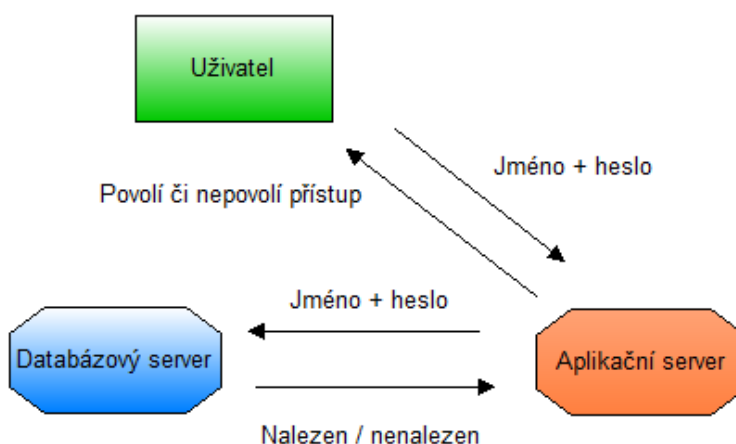 Uživatel
Jméno + heslo
Povolí či nepovolí přístup
Jméno + heslo
Databázový server
Aplikační server
Nalezen / nenalezen